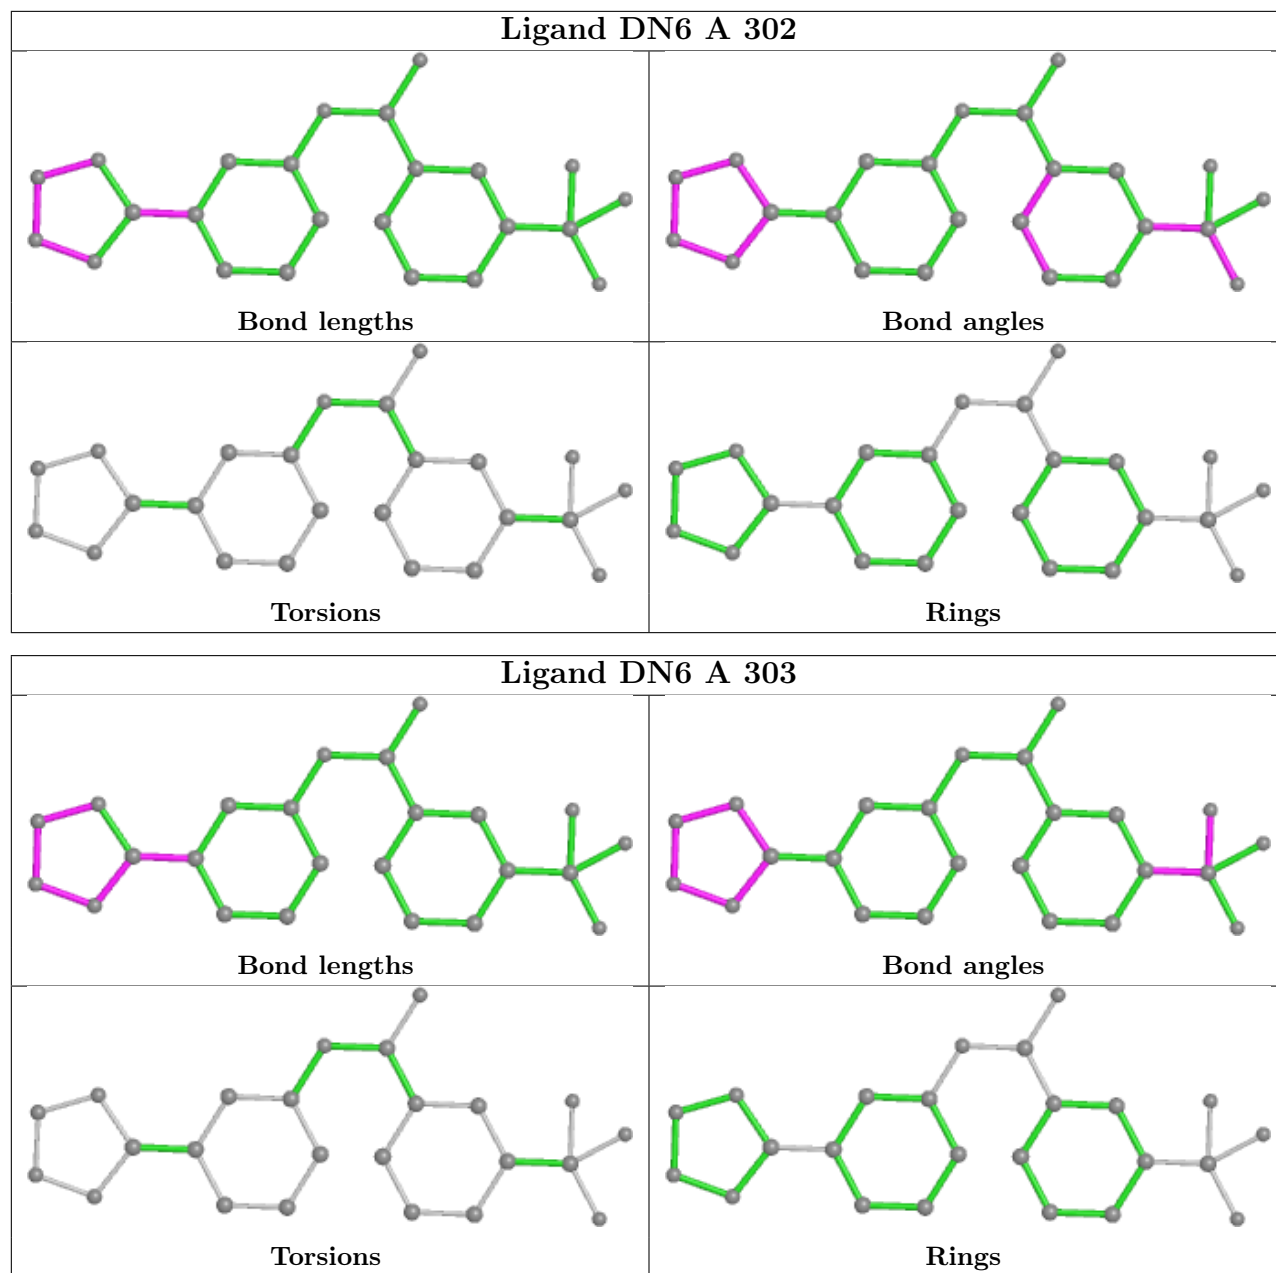 Ligand DN6 A 302
Bond lengths
Bond angles
Torsions
Rings
Ligand DN6 A 303
Bond lengths
Bond angles
Torsions
Rings